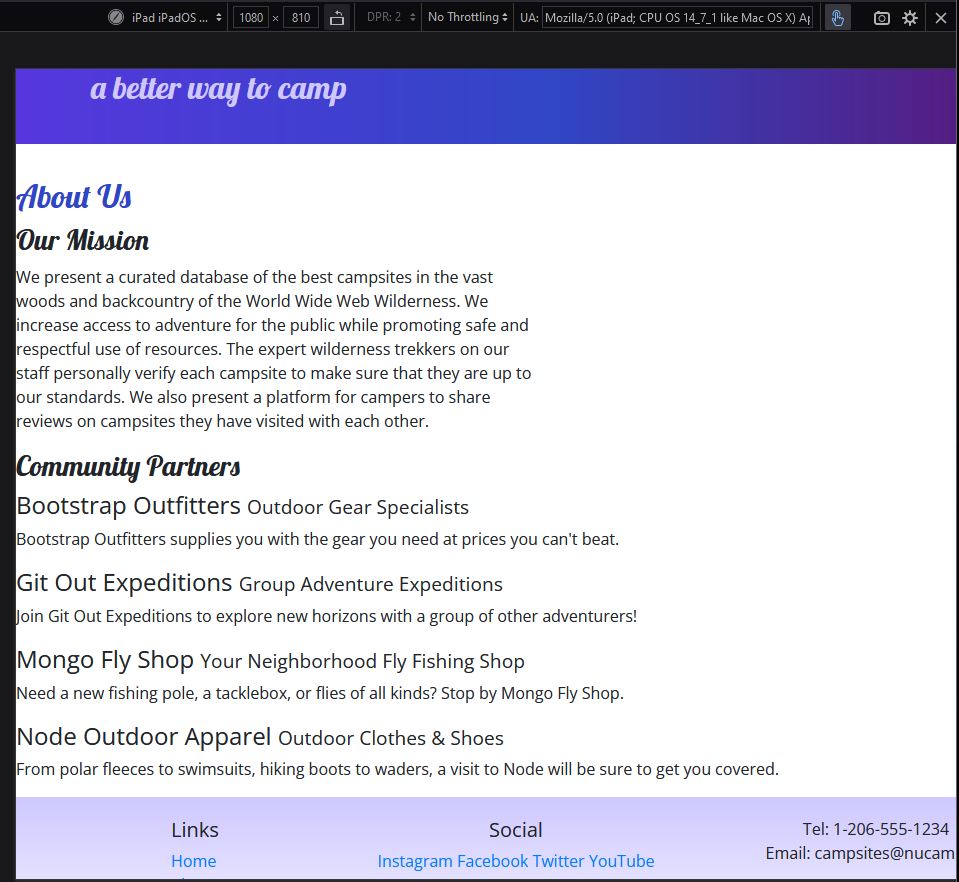 iPad iPadOS ... 1080 × 810 DPR: 2 No Throttling UA: Mozilla/5.0 (iPad; CPU OS 14_7_1 like Mac OS X) Ap
a better way to camp
About Us
Our Mission
We present a curated database of the best campsites in the vast
woods and backcountry of the World Wide Web Wilderness. We
increase access to adventure for the public while promoting safe and
respectful use of resources. The expert wilderness trekkers on our
staff personally verify each campsite to make sure that they are up to
our standards. We also present a platform for campers to share
reviews on campsites they have visited with each other.
Community Partners
Bootstrap Outfitters Outdoor Gear Specialists
Bootstrap Outfitters supplies you with the gear you need at prices you can't beat.
Git Out Expeditions Group Adventure Expeditions
Join Git Out Expeditions to explore new horizons with a group of other adventurers!
Mongo Fly Shop Your Neighborhood Fly Fishing Shop
Need a new fishing pole, a tacklebox, or flies of all kinds? Stop by Mongo Fly Shop.
Node Outdoor Apparel Outdoor Clothes & Shoes
From polar fleeces to swimsuits, hiking boots to waders, a visit to Node will be sure to get you covered.
Links Social Tel: 1-206-555-1234
Home Instagram Facebook Twitter YouTube Email: campsites@nucam